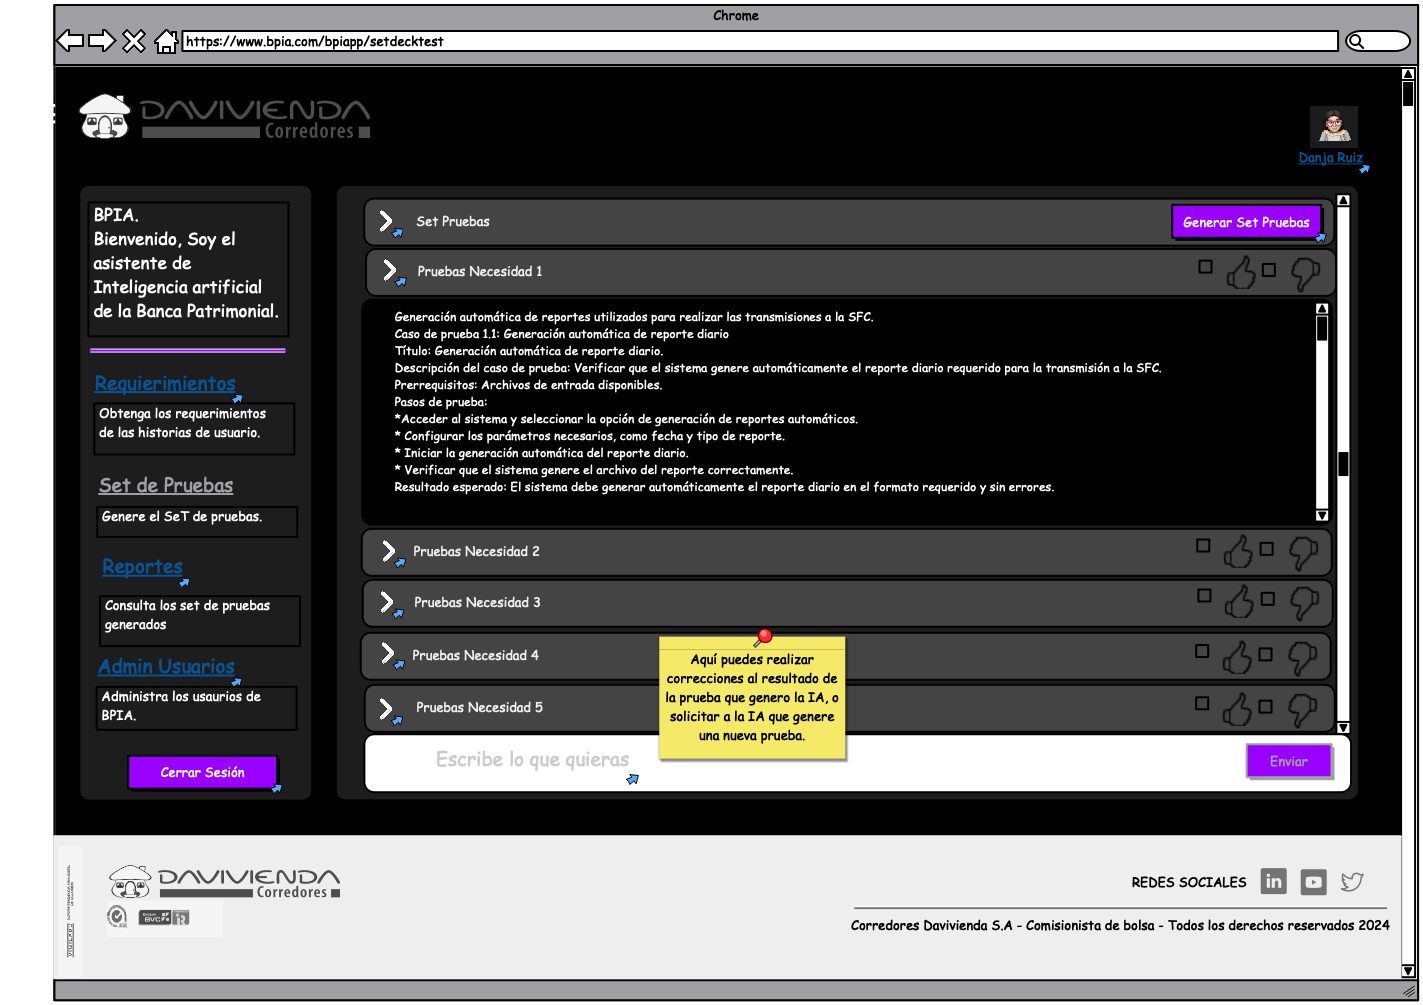 Chrome
https://www.bpia.com/bpiapp/setdecktest
DAVIVIENDA
Corredores
Danja Ruiz
BPIA.
Bienvenido, Soy el
asistente de
Inteligencia artificial
de la Banca Patrimonial.
Requierimientos
Obtenga los requerimientos
de las historias de usuario.
Set de Pruebas
Genere el SeT de pruebas.
Reportes
Consulta los set de pruebas
generados
Admin Usuarios
Administra los usaurios de
BPIA.
Cerrar Sesión
Set Pruebas
Generar Set Pruebas
Pruebas Necesidad 1
Generación automática de reportes utilizados para realizar las transmisiones a la SFC.
Caso de prueba 1.1: Generación automática de reporte diario
Título: Generación automática de reporte diario.
Descripción del caso de prueba: Verificar que el sistema genere automáticamente el reporte diario requerido para la transmisión a la SFC.
Prerrequisitos: Archivos de entrada disponibles.
Pasos de prueba:
*Acceder al sistema y seleccionar la opción de generación de reportes automáticos.
* Configurar los parámetros necesarios, como fecha y tipo de reporte.
* Iniciar la generación automática del reporte diario.
* Verificar que el sistema genere el archivo del reporte correctamente.
Resultado esperado: El sistema debe generar automáticamente el reporte diario en el formato requerido y sin errores.
Pruebas Necesidad 2
Pruebas Necesidad 3
Pruebas Necesidad 4
Pruebas Necesidad 5
Aquí puedes realizar
correcciones al resultado de
la prueba que genero la IA, o
solicitar a la IA que genere
una nueva prueba.
Escribe lo que quieras
Enviar
DAVIVIENDA
Corredores
BVC
IR
VIGILADO
REDES SOCIALES
in
Corredores Davivienda S.A - Comisionista de bolsa - Todos los derechos reservados 2024